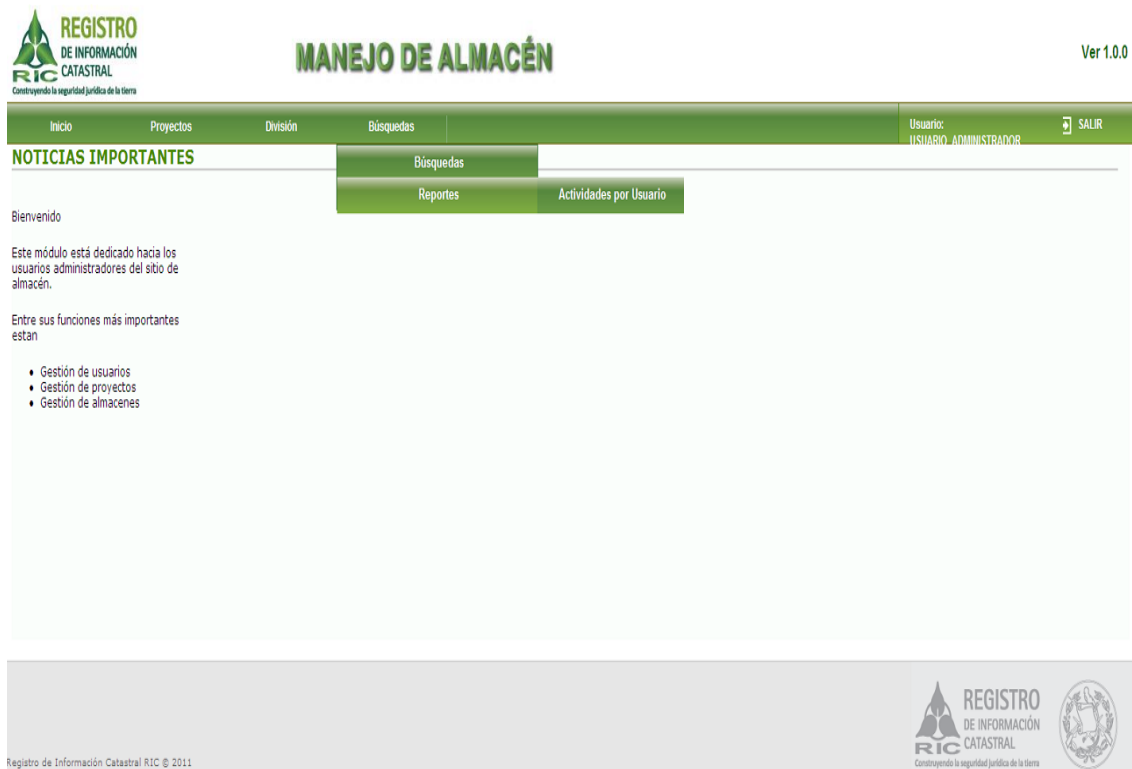 REGISTRO
DE INFORMACIÓN
CATASTRAL
RIC
Construyendo la seguridad jurídica de la tierra
MANEJO DE ALMACÉN
Ver 1.0.0
Inicio Proyectos División Búsquedas
Usuario:
USUARIO_ADMINISTRADOR
SALIR
NOTICIAS IMPORTANTES
Búsquedas
Reportes Actividades por Usuario
Bienvenido
Este módulo está dedicado hacia los
usuarios administradores del sitio de
almacén.
Entre sus funciones más importantes
estan
• Gestión de usuarios
• Gestión de proyectos
• Gestión de almacenes
REGISTRO
DE INFORMACIÓN
CATASTRAL
RIC
Construyendo la seguridad jurídica de la tierra
Registro de Información Catastral RIC © 2011